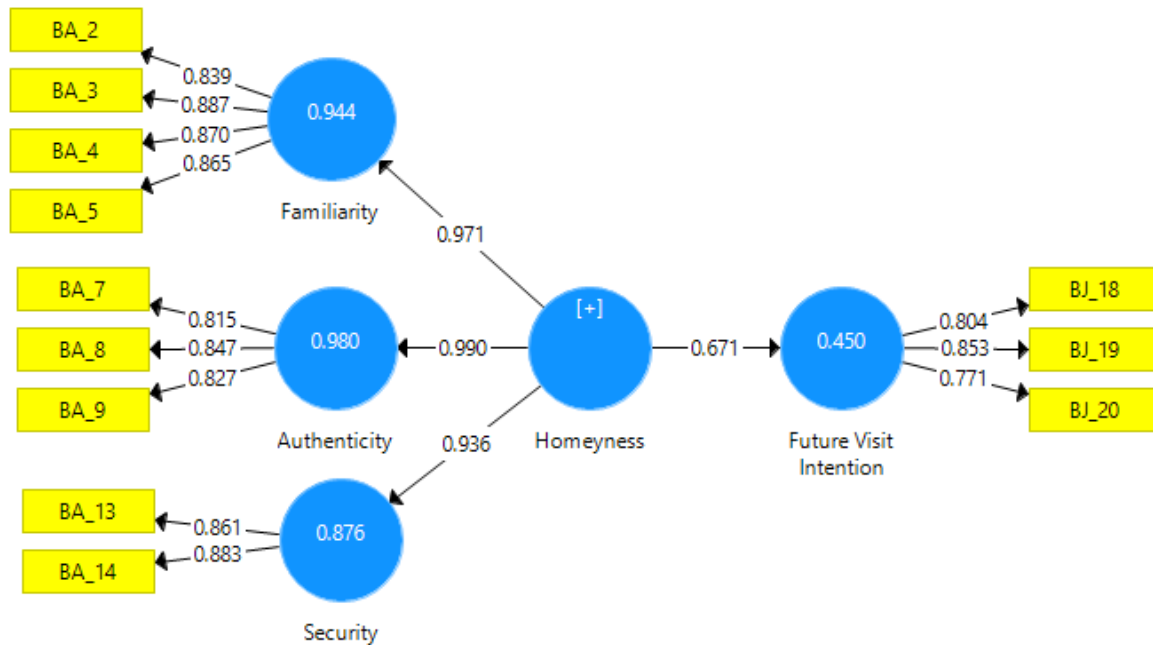 BA_2
BA_3
BA_4
BA_5
0.839
0.887
0.870
0.865
0.944
Familiarity
0.971
BA_7
BA_8
BA_9
0.815
0.847
0.827
0.980
Authenticity
0.990
[+]
Homeyness
0.671
0.450
Future Visit
Intention
0.804
0.853
0.771
BJ_18
BJ_19
BJ_20
0.936
BA_13
BA_14
0.861
0.883
0.876
Security